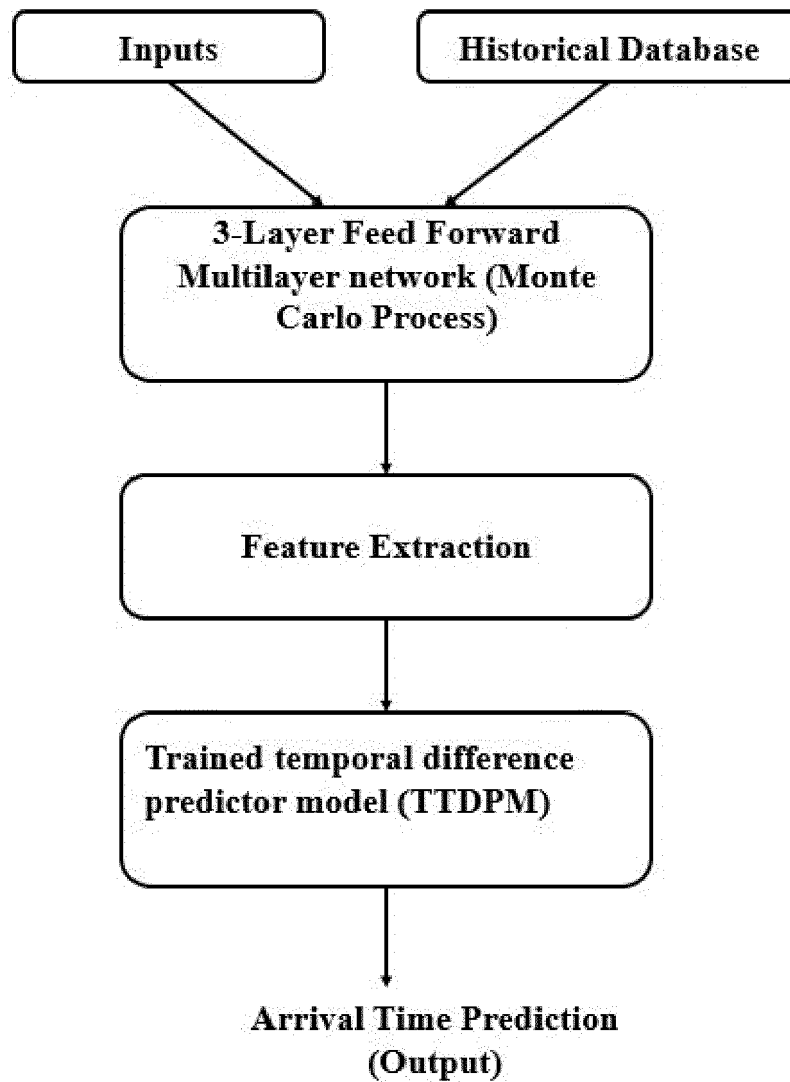 Inputs
Historical Database
3-Layer Feed Forward
Multilayer network (Monte
Carlo Process)
Feature Extraction
Trained temporal difference
predictor model (TTDPM)
Arrival Time Prediction
(Output)